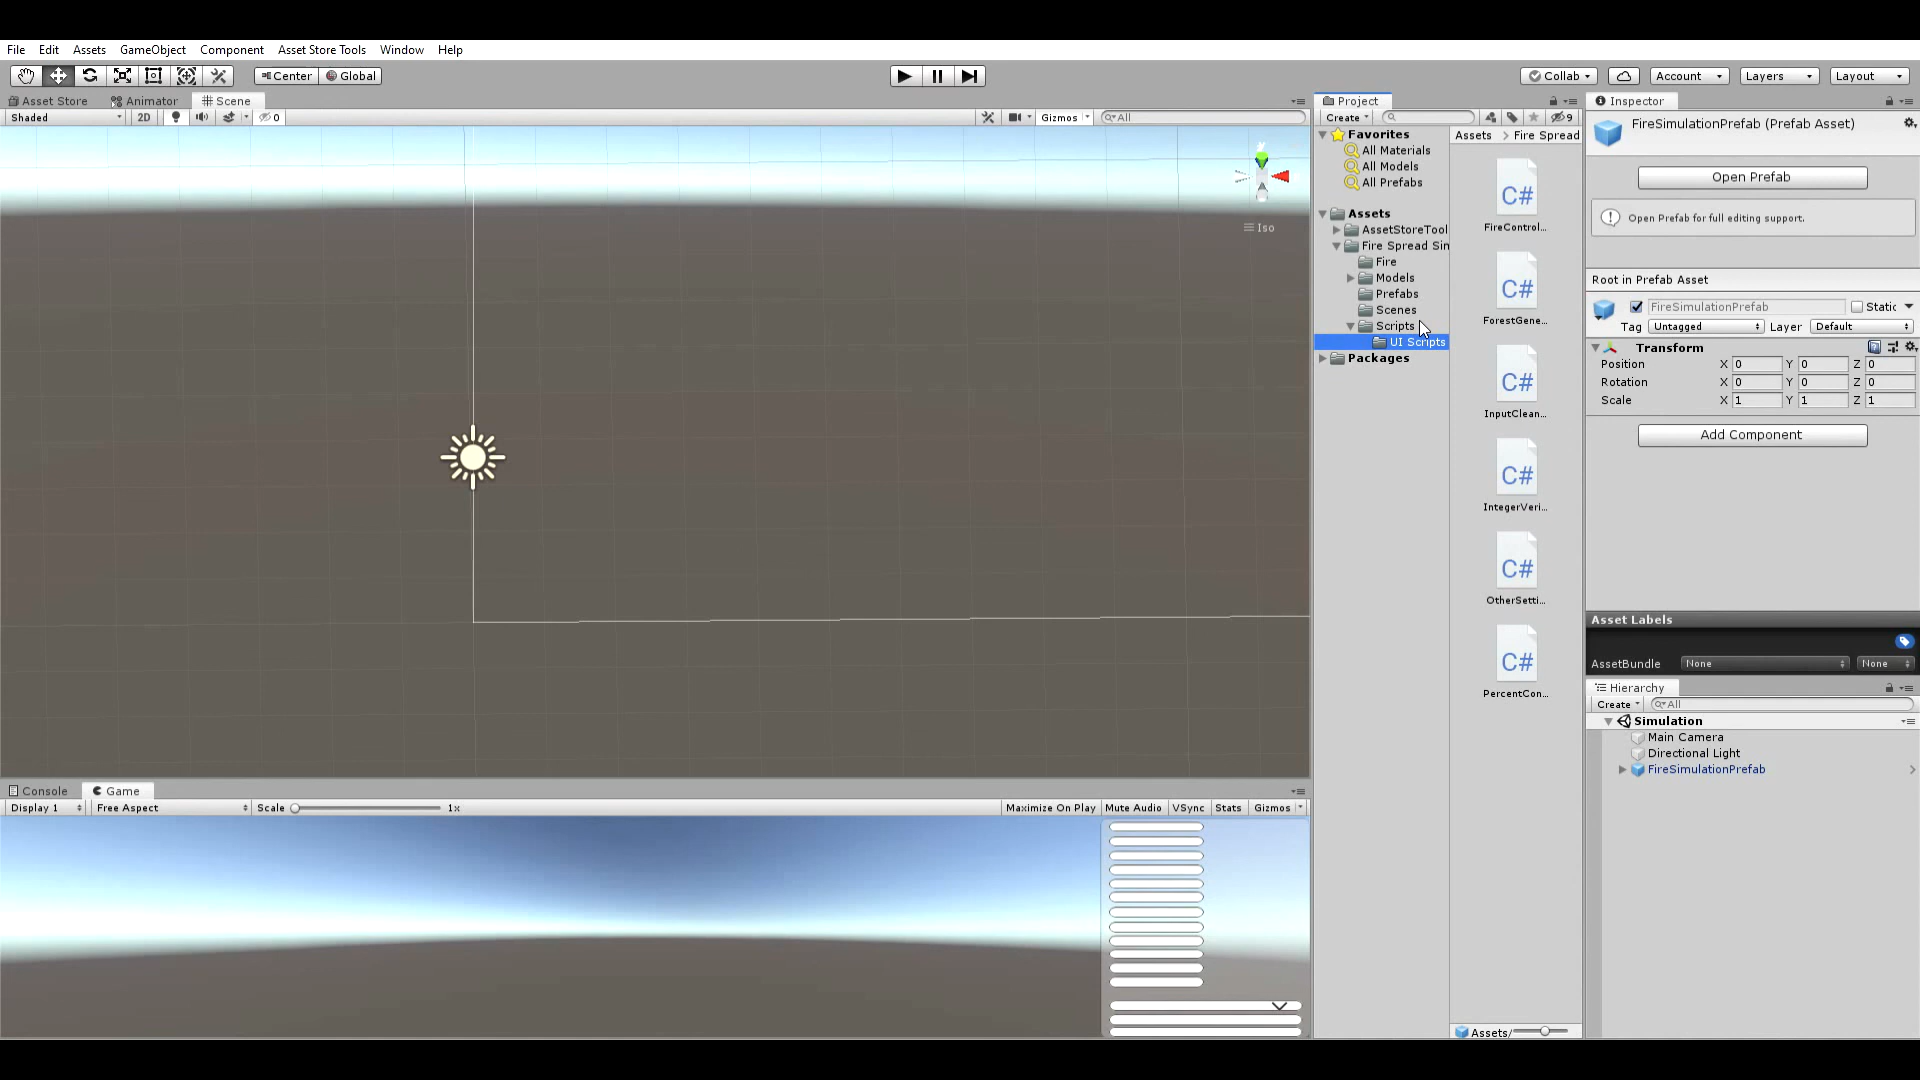 File Edit Assets GameObject Component Asset Store Tools Window Help
Center Global
Collab Account Layers Layout
Asset Store Animator Scene
Shaded 2D 0 Gizmos All
Project
Create 9
Favorites
All Materials
All Models
All Prefabs
Assets
AssetStoreTool
Fire Spread Sim
Fire
Models
Prefabs
Scenes
Scripts
UI Scripts
Packages
Assets > Fire Spread
C#
FireControl...
C#
ForestGene...
C#
InputClean...
C#
IntegerVeri...
C#
OtherSetti...
C#
PercentCon...
Assets/
Iso
Inspector
FireSimulationPrefab (Prefab Asset)
Open Prefab
Open Prefab for full editing support.
Root in Prefab Asset
FireSimulationPrefab Static
Tag Untagged Layer Default
Transform
Position X 0 Y 0 Z 0
Rotation X 0 Y 0 Z 0
Scale X 1 Y 1 Z 1
Add Component
Asset Labels
AssetBundle None None
Hierarchy
Create All
Simulation
Main Camera
Directional Light
FireSimulationPrefab
Console Game
Display 1 Free Aspect Scale 1x Maximize On Play Mute Audio VSync Stats Gizmos